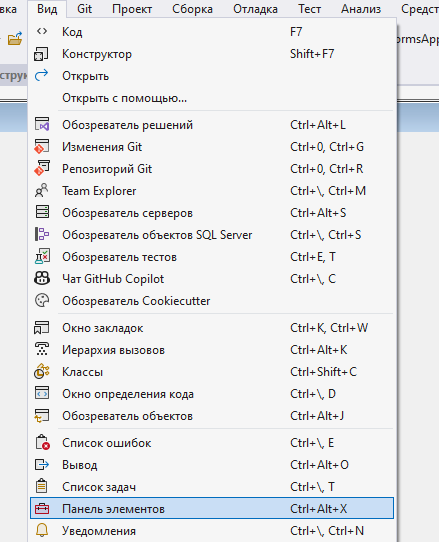 вка Вид Git Проект Сборка Отладка Тест Анализ Средст
Код F7
ormsApp
Конструктор Shift+F7
Открыть
струк
Открыть с помощью...
Обозреватель решений Ctrl+Alt+L
Изменения Git Ctrl+0, Ctrl+G
Репозиторий Git Ctrl+0, Ctrl+R
Team Explorer Ctrl+\, Ctrl+M
Обозреватель серверов Ctrl+Alt+S
Обозреватель объектов SQL Server Ctrl+\, Ctrl+S
Обозреватель тестов Ctrl+E, T
Чат GitHub Copilot Ctrl+\, C
Обозреватель Cookiecutter
Окно закладок Ctrl+K, Ctrl+W
Иерархия вызовов Ctrl+Alt+K
Классы Ctrl+Shift+C
Окно определения кода Ctrl+\, D
Обозреватель объектов Ctrl+Alt+J
Список ошибок Ctrl+\, E
Вывод Ctrl+Alt+O
Список задач Ctrl+\, T
Панель элементов Ctrl+Alt+X
Уведомления Ctrl+\, Ctrl+N